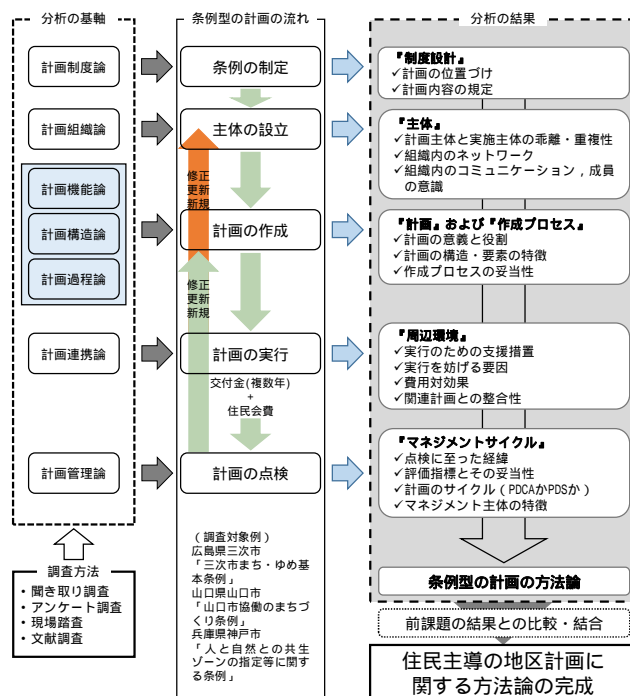 分析の基軸
計画制度論
計画組織論
計画機能論
計画構造論
計画過程論
計画連携論
計画管理論
調査方法
・聞き取り調査
・アンケート調査
・現場踏査
・文献調査
条例型の計画の流れ
条例の制定
主体の設立
修正
更新
新規
計画の作成
修正
更新
新規
計画の実行
交付金(複数年)
+
住民会費
計画の点検
(調査対象例)
広島県三次市
「三次市まち・ゆめ基
本条例」
山口県山口市
「山口市協働のまちづ
くり条例」
兵庫県神戸市
「人と自然との共生
ゾーンの指定等に関す
る条例」
分析の結果
『制度設計』
✓計画の位置づけ
✓計画内容の規定
『主体』
✓計画主体と実施主体の乖離・重複性
✓組織内のネットワーク
✓組織内のコミュニケーション,成員
の意識
『計画』および『作成プロセス』
✓計画の意義と役割
✓計画の構造・要素の特徴
✓作成プロセスの妥当性
『周辺環境』
✓実行のための支援措置
✓実行を妨げる要因
✓費用対効果
✓関連計画との整合性
『マネジメントサイクル』
✓点検に至った経緯
✓評価指標とその妥当性
✓計画のサイクル(PDCAかPDSか)
✓マネジメント主体の特徴
条例型の計画の方法論
前課題の結果との比較・結合
住民主導の地区計画に
関する方法論の完成